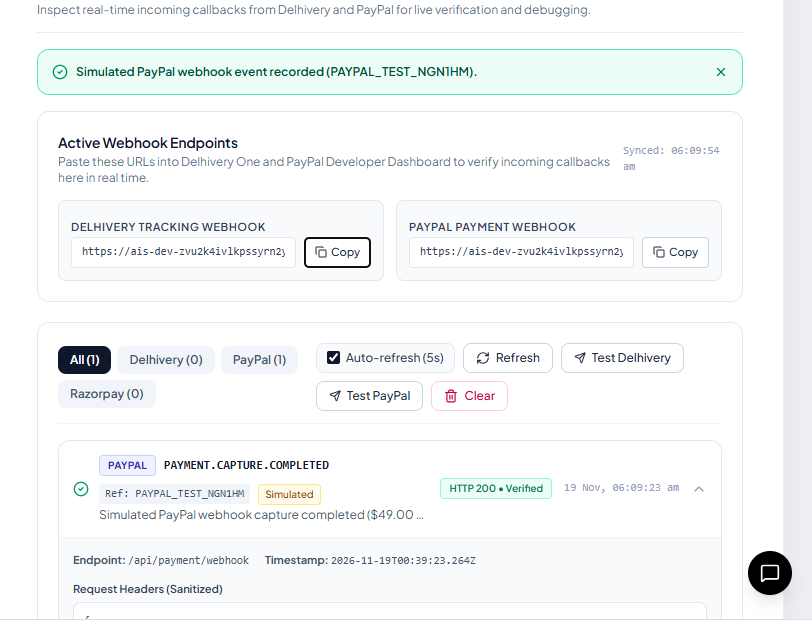 Inspect real-time incoming callbacks from Delhivery and PayPal for live verification and debugging.
Simulated PayPal webhook event recorded (PAYPAL_TEST_NGN1HM).
Active Webhook Endpoints
Paste these URLs into Delhivery One and PayPal Developer Dashboard to verify incoming callbacks
here in real time.
Synced: 06:09:54
am
DELHIVERY TRACKING WEBHOOK
https://ais-dev-zvu2k4ivlkpssyrn2y
Copy
PAYPAL PAYMENT WEBHOOK
https://ais-dev-zvu2k4ivlkpssyrn2y
Copy
All (1)
Delhivery (0)
PayPal (1)
Razorpay (0)
Auto-refresh (5s)
Refresh
Test Delhivery
Test PayPal
Clear
PAYPAL PAYMENT.CAPTURE.COMPLETED
Ref: PAYPAL_TEST_NGN1HM Simulated
Simulated PayPal webhook capture completed ($49.00 ...
HTTP 200 • Verified
19 Nov, 06:09:23 am
Endpoint: /api/payment/webhook Timestamp: 2026-11-19T00:39:23.264Z
Request Headers (Sanitized)